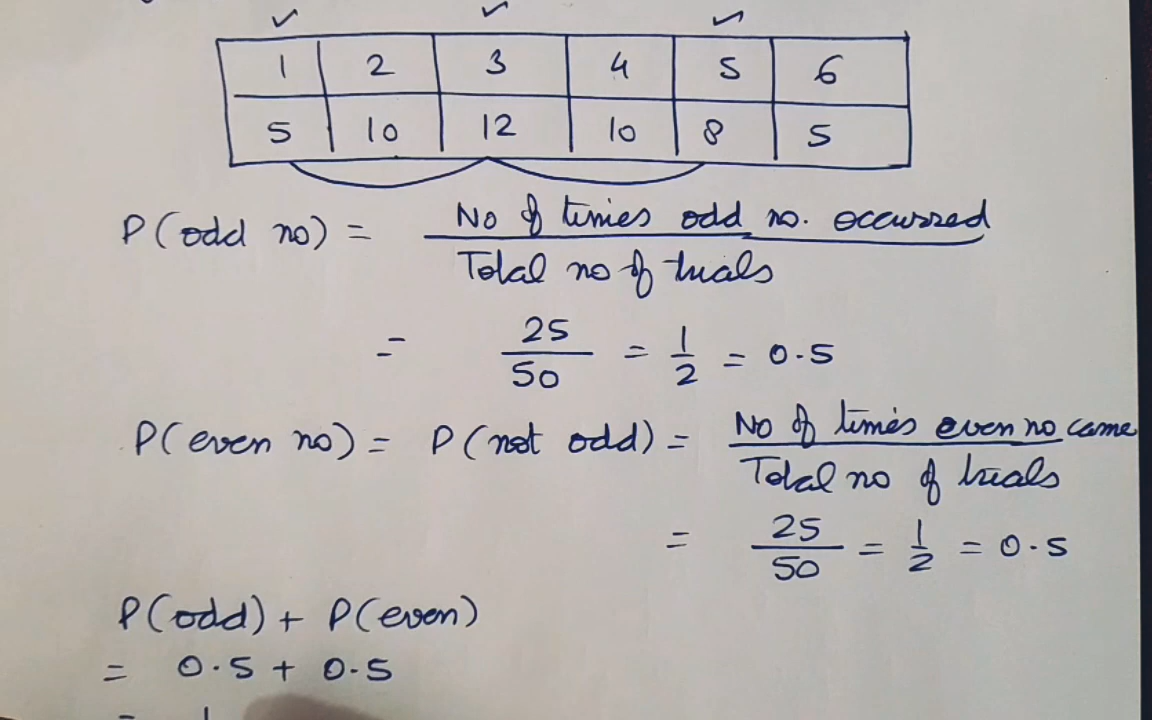 1 2 3 4 5 6
5 10 12 10 8 5
P(odd no) = No of times odd no. occurred
Total no of trials
= 25/50 = 1/2 = 0.5
P(even no) = P(not odd) = No of times even no came
Total no of trials
= 25/50 = 1/2 = 0.5
P(odd) + P(even)
= 0.5 + 0.5
= 1